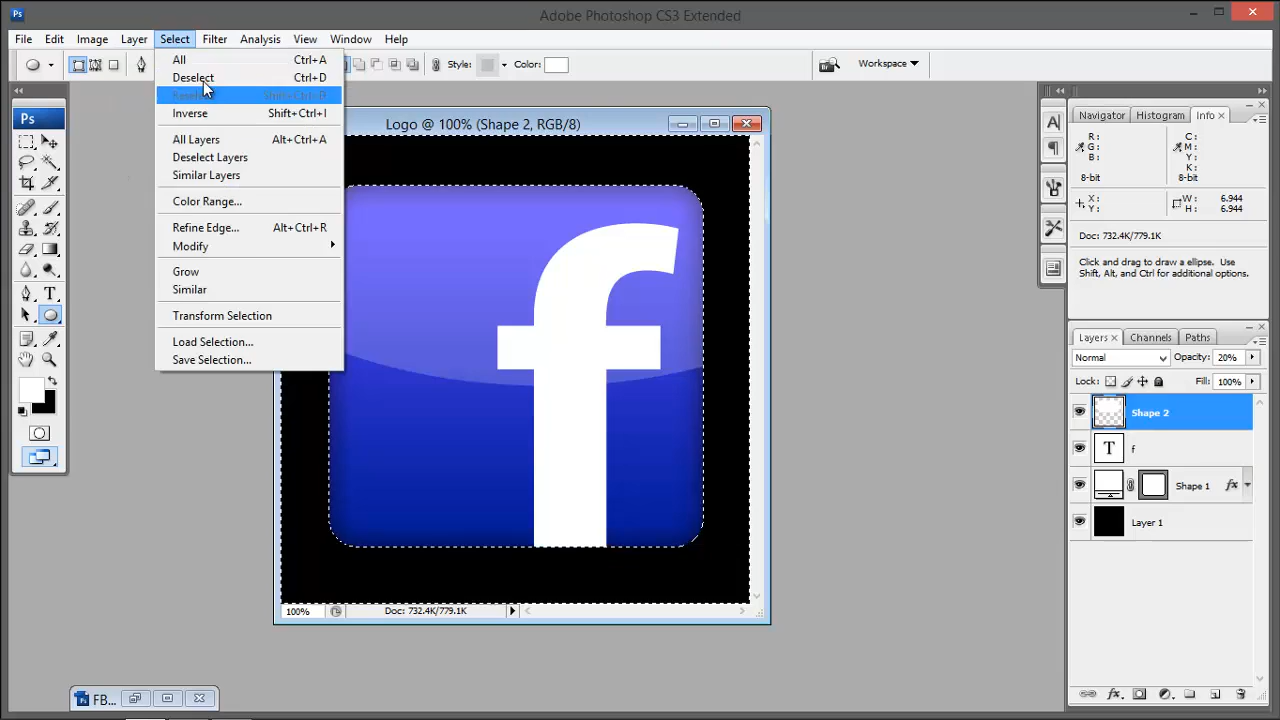 Ps
Adobe Photoshop CS3 Extended
File Edit Image Layer Select Filter Analysis View Window Help
Style: Color: Workspace
All Ctrl+A
Deselect Ctrl+D
Inverse Shift+Ctrl+I
All Layers Alt+Ctrl+A
Deselect Layers
Similar Layers
Color Range...
Refine Edge... Alt+Ctrl+R
Modify
Grow
Similar
Transform Selection
Load Selection...
Save Selection...
Ps
T
Logo @ 100% (Shape 2, RGB/8)
f
100% Doc: 732.4K/779.1K
FB...
A
Navigator Histogram Info
R: C:
G: M:
B: Y:
K:
8-bit 8-bit
X: W: 6.944
Y: H: 6.944
Doc: 732.4K/779.1K
Click and drag to draw a ellipse. Use
Shift, Alt, and Ctrl for additional options.
Layers Channels Paths
Normal Opacity: 20%
Lock: Fill: 100%
Shape 2
T f
Shape 1 fx
Layer 1
fx